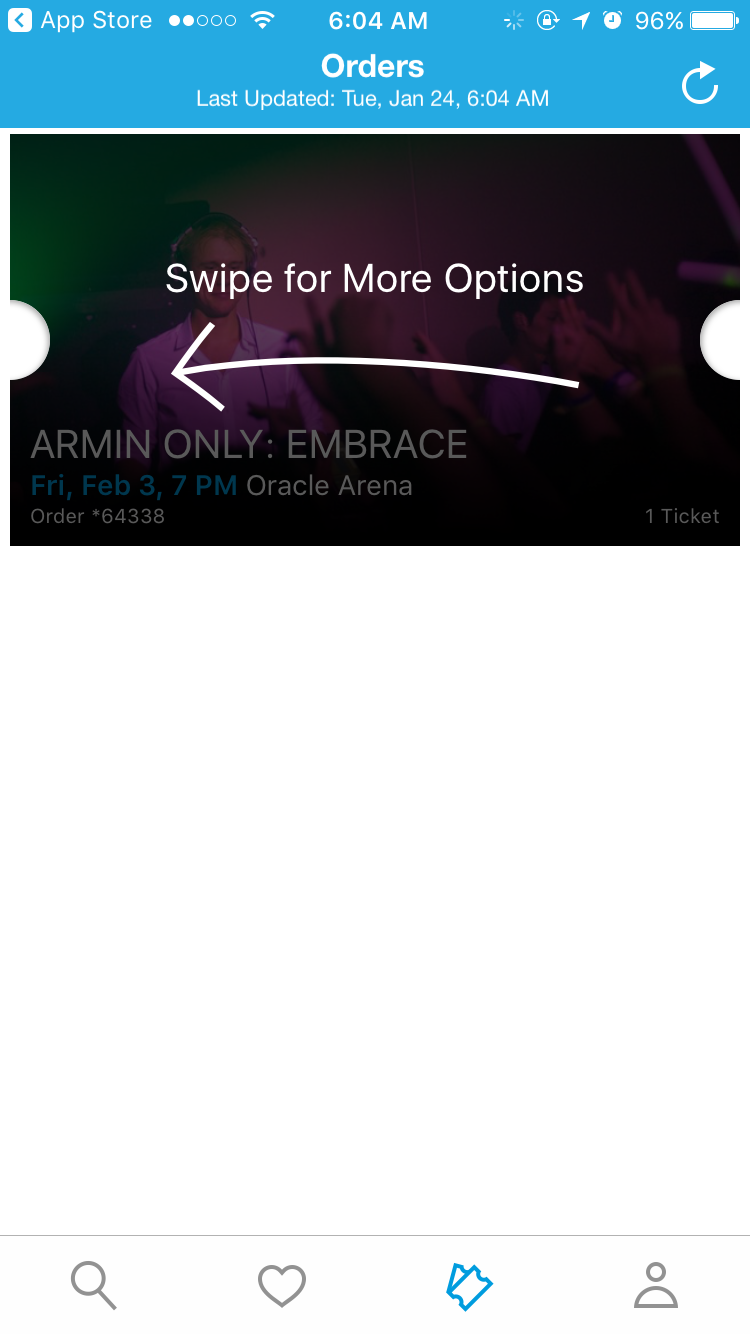 App Store 6:04 AM 96%
Orders
Last Updated: Tue, Jan 24, 6:04 AM
Swipe for More Options
ARMIN ONLY: EMBRACE
Fri, Feb 3, 7 PM Oracle Arena
Order *64338 1 Ticket